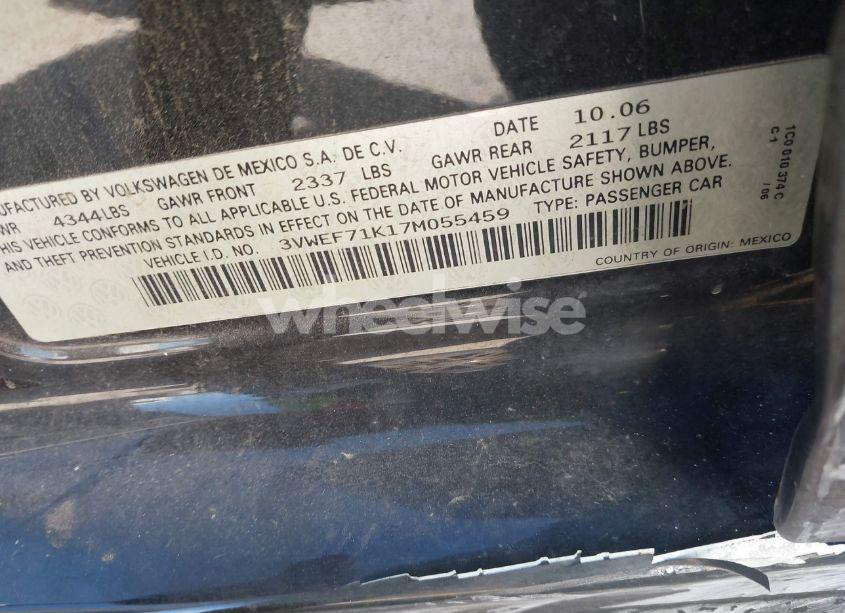 UFACTURED BY VOLKSWAGEN DE MEXICO S.A. DE C.V. DATE 10.06
WR 4344LBS GAWR FRONT 2337 LBS GAWR REAR 2117 LBS
HIS VEHICLE CONFORMS TO ALL APPLICABLE U.S. FEDERAL MOTOR VEHICLE SAFETY, BUMPER,
AND THEFT PREVENTION STANDARDS IN EFFECT ON THE DATE OF MANUFACTURE SHOWN ABOVE.
VEHICLE I.D. NO. 3VWEF71K17M055459 TYPE: PASSENGER CAR
COUNTRY OF ORIGIN: MEXICO
1C0 010 374 C
C-1 / 06
wheelwise